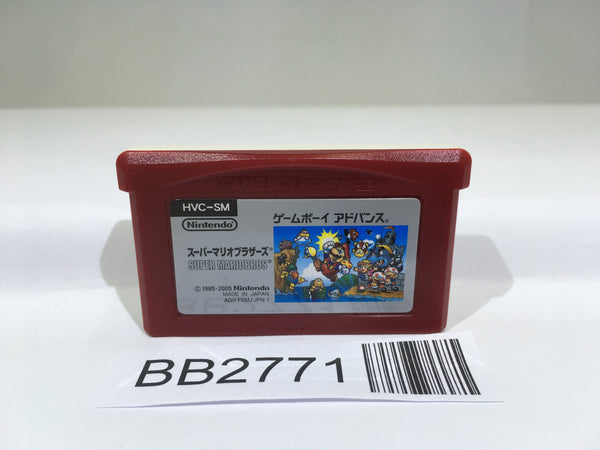 GAME BOY ADVANCE
HVC-SM
Nintendo®
ゲームボーイ アドバンス®
スーパーマリオブラザーズ®
SUPER MARIOBROS®
© 1985-2005 Nintendo
MADE IN JAPAN
AGB-FSMJ-JPN-1
BB2771